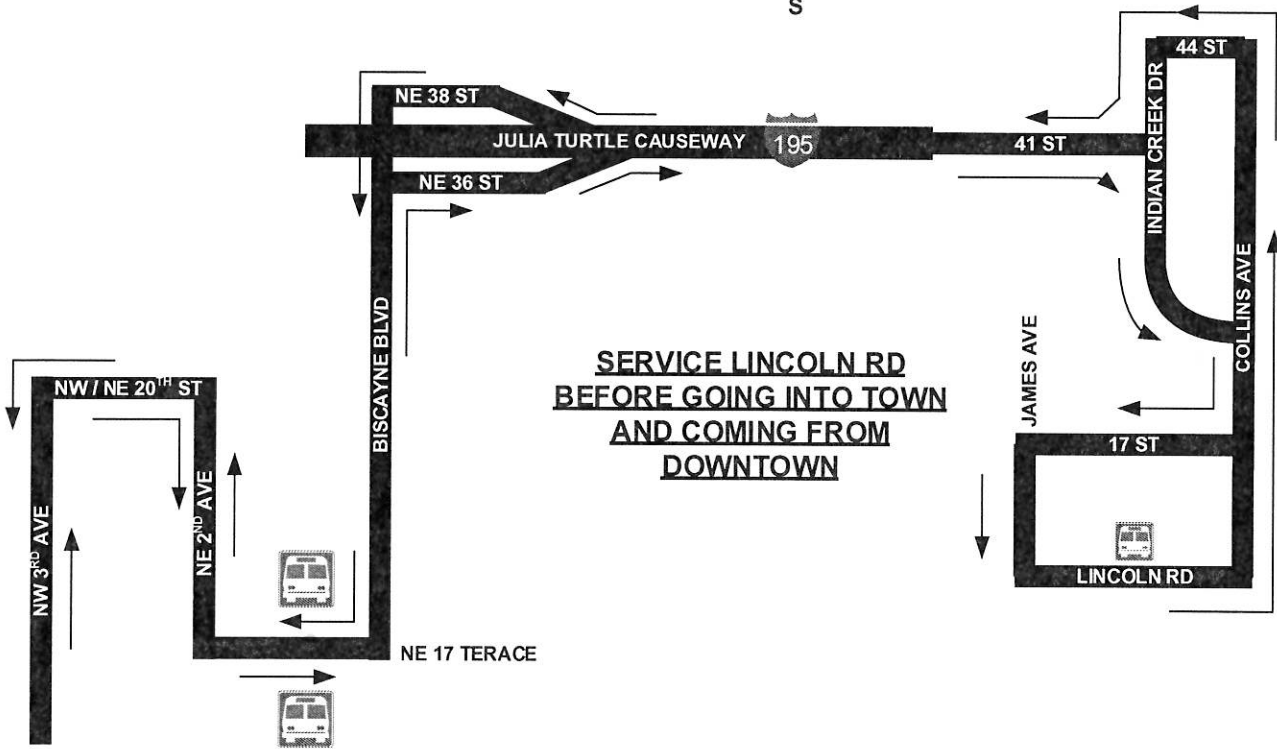 S
44 ST
NE 38 ST
INDIAN CREEK DR
JULIA TURTLE CAUSEWAY
195
41 ST
NE 36 ST
COLLINS AVE
BISCAYNE BLVD
JAMES AVE
SERVICE LINCOLN RD
BEFORE GOING INTO TOWN
AND COMING FROM
DOWNTOWN
NW / NE 20TH ST
17 ST
NE 2ND AVE
NW 3RD AVE
LINCOLN RD
NE 17 TERACE